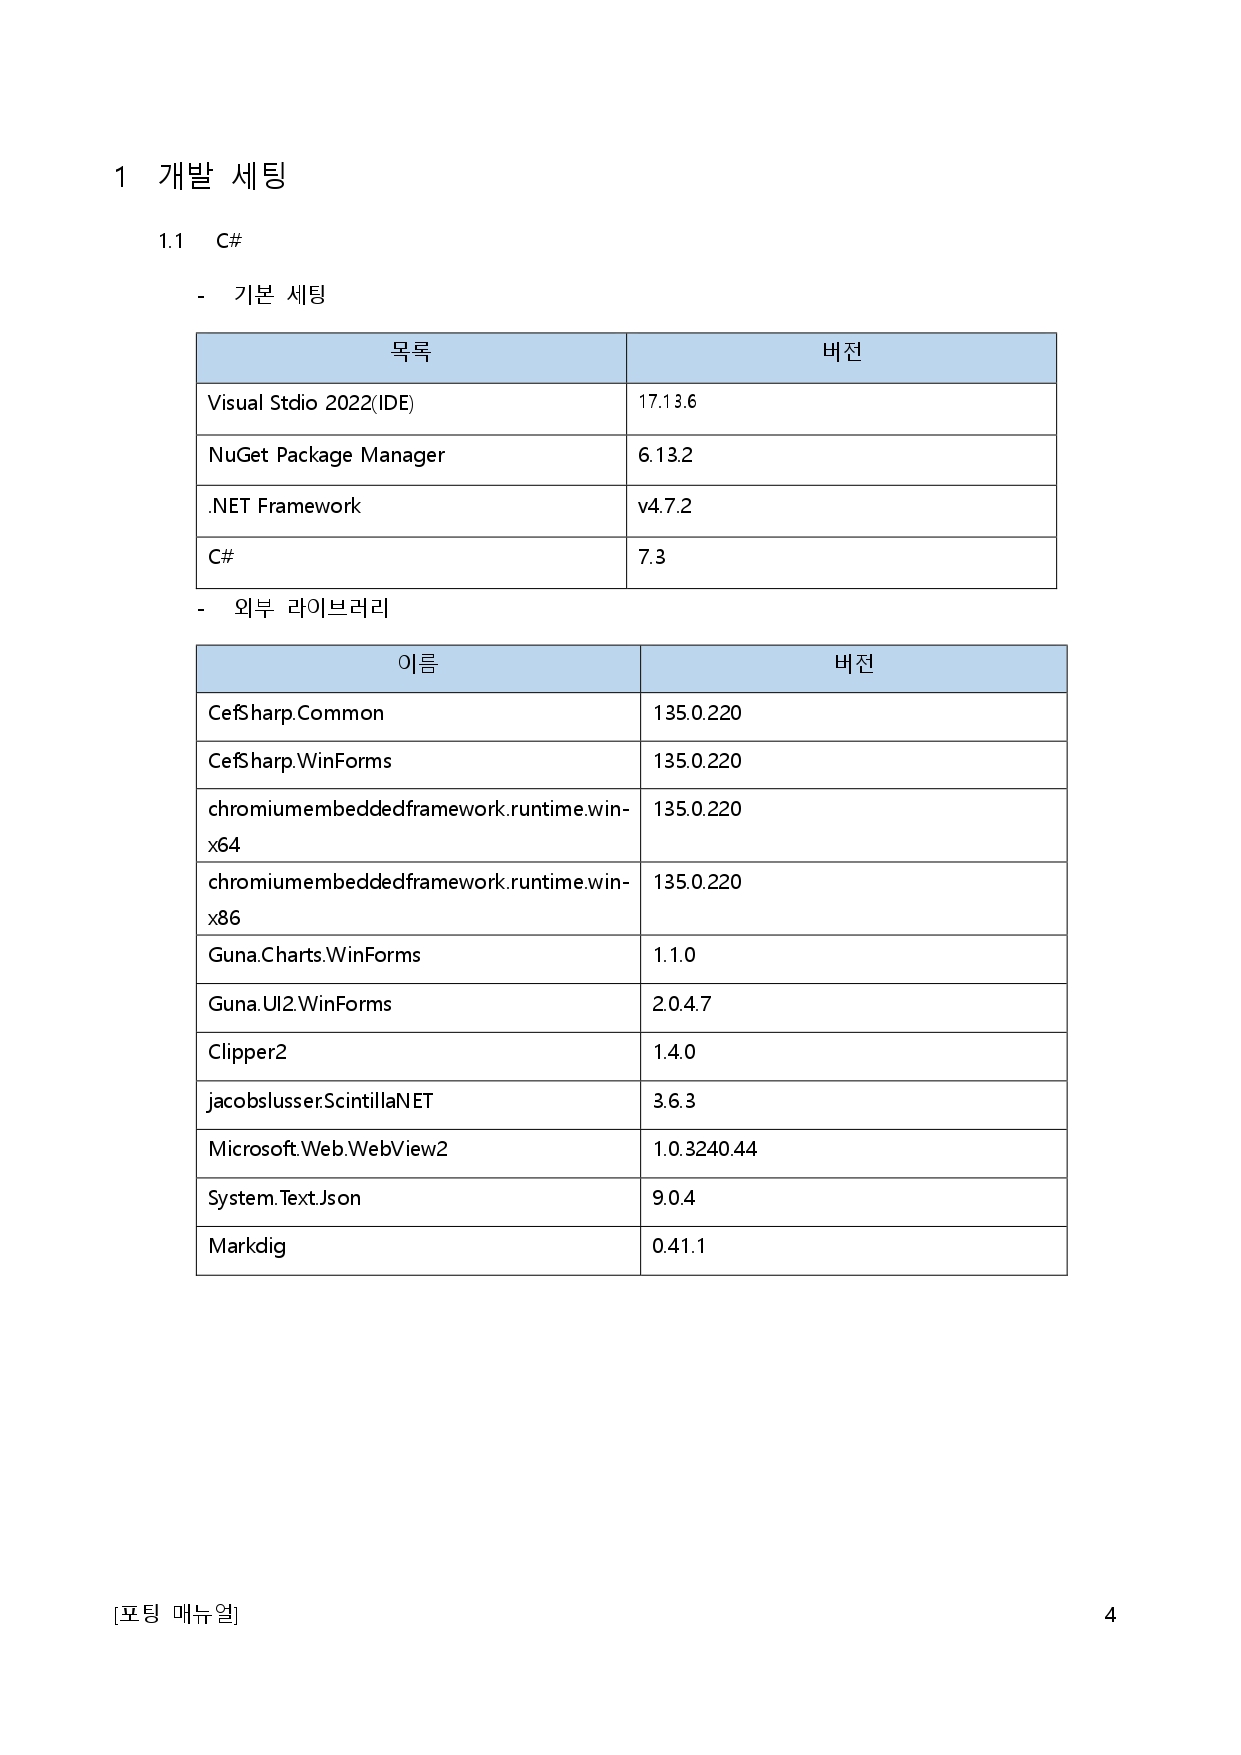 1 개발 세팅
1.1 C#
- 기본 세팅
목록 버전
Visual Stdio 2022(IDE) 17.13.6
NuGet Package Manager 6.13.2
.NET Framework v4.7.2
C# 7.3
- 외부 라이브러리
이름 버전
CefSharp.Common 135.0.220
CefSharp.WinForms 135.0.220
chromiumembeddedframework.runtime.win- 135.0.220
x64
chromiumembeddedframework.runtime.win- 135.0.220
x86
Guna.Charts.WinForms 1.1.0
Guna.UI2.WinForms 2.0.4.7
Clipper2 1.4.0
jacobslusser.ScintillaNET 3.6.3
Microsoft.Web.WebView2 1.0.3240.44
System.Text.Json 9.0.4
Markdig 0.41.1
[포팅 매뉴얼] 4